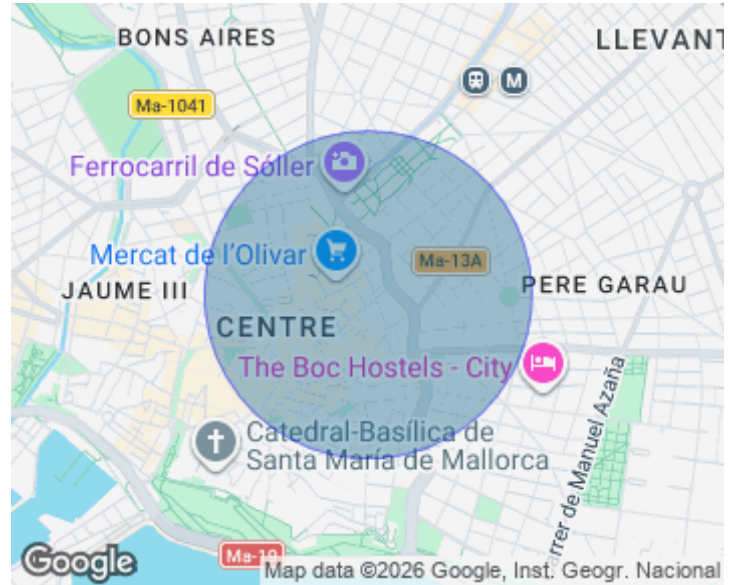 BONS AIRES
LLEVANT
M
Ma-1041
Ferrocarril de Sóller
Mercat de l'Olivar
Ma-13A
JAUME III
PERE GARAU
CENTRE
The Boc Hostels - City
Catedral-Basílica de
Santa María de Mallorca
rrer de Manuel Azaña
Google
Ma-19
Map data ©2026 Google, Inst. Geogr. Nacional